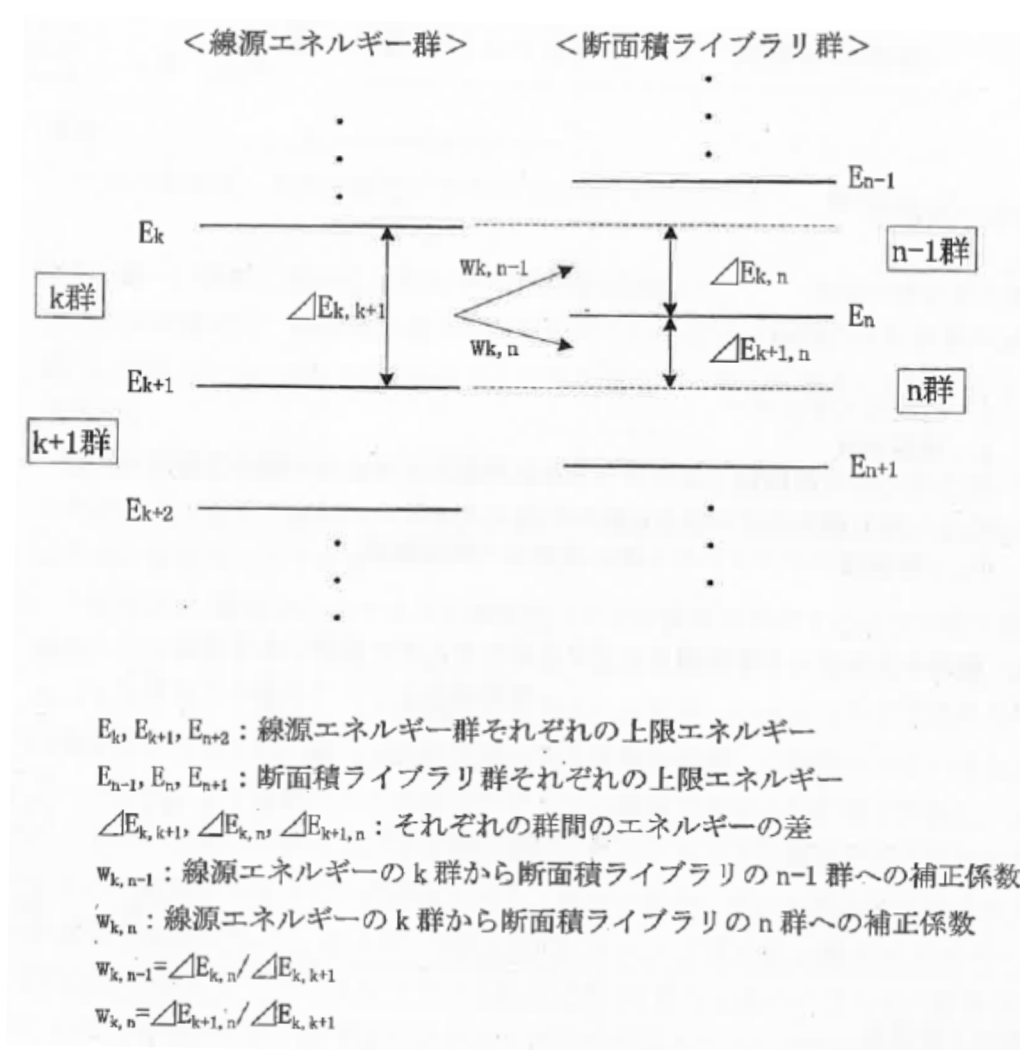 <線源エネルギー群>
<断面積ライブラリ群>
En-1
Ek
n-1群
Wk, n-1
⊿Ek, n
k群
⊿Ek, k+1
En
Wk, n
⊿Ek+1, n
Ek+1
n群
k+1群
En+1
Ek+2
Ek, Ek+1, En+2：線源エネルギー群それぞれの上限エネルギー
En-1, En, En+1：断面積ライブラリ群それぞれの上限エネルギー
⊿Ek, k+1, ⊿Ek, n, ⊿Ek+1, n：それぞれの群間のエネルギーの差
wk, n-1：線源エネルギーの k 群から断面積ライブラリの n-1 群への補正係数
wk, n：線源エネルギーの k 群から断面積ライブラリの n 群への補正係数
wk, n-1=⊿Ek, n/⊿Ek, k+1
wk, n=⊿Ek+1, n/⊿Ek, k+1